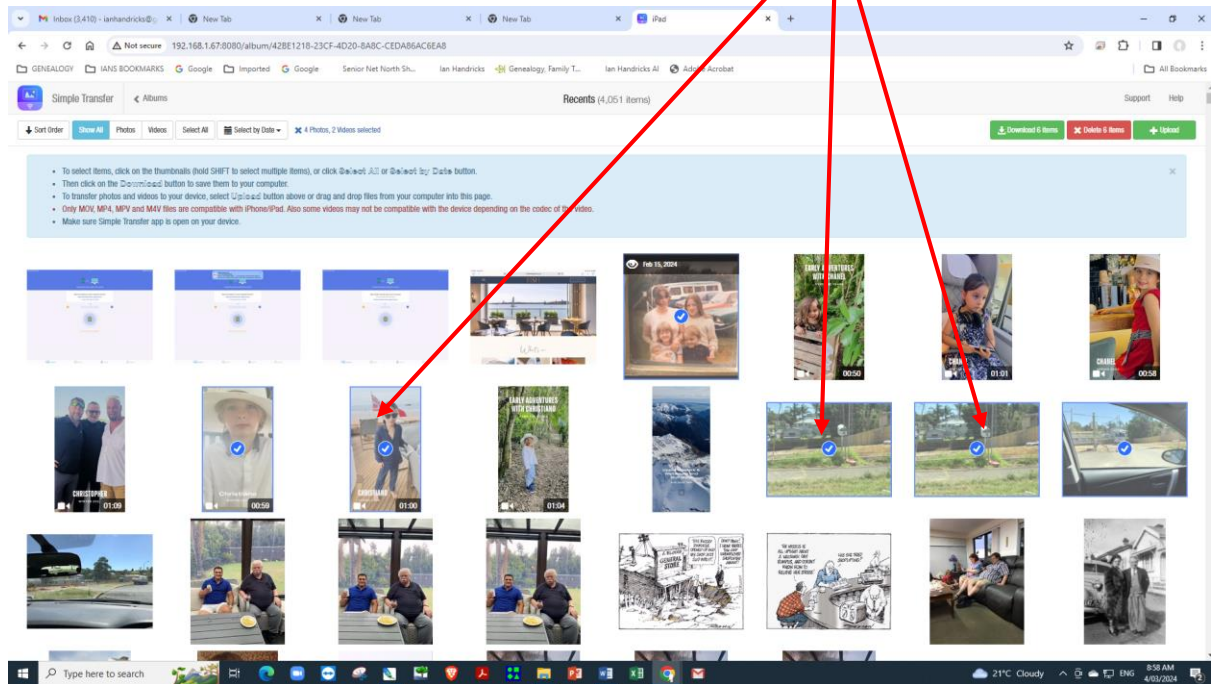 Inbox (3,410) - ianhandricks@g
New Tab
New Tab
New Tab
iPad
Not secure 192.168.1.67:8080/album/42BE1218-23CF-4D20-8A8C-CEDA86AC6EA8
GENEALOGY IANS BOOKMARKS Google Imported Google Senior Net North Sh... Ian Handricks Genealogy, Family T... Ian Handricks AI Adobe Acrobat All Bookmarks
Simple Transfer Albums Recents (4,051 items) Support Help
Sort Order Show All Photos Videos Select All Select by Date 4 Photos, 2 Videos selected Download 6 Items Delete 6 Items Upload
• To select items, click on the thumbnails (hold SHIFT to select multiple items), or click Select All or Select by Date button.
• Then click on the Download button to save them to your computer.
• To transfer photos and videos to your device, select Upload button above or drag and drop files from your computer into this page.
• Only MOV, MP4, MPV and M4V files are compatible with iPhone/iPad. Also some videos may not be compatible with the device depending on the codec of the video.
• Make sure Simple Transfer app is open on your device.
Feb 15, 2024
EARLY ADVENTURES
WITH CHANEL
00:50
CHANEL
01:01
CHANEL
00:58
CHRISTOPHER
01:09
00:59
CHRISTIANO
01:00
EARLY ADVENTURES
WITH CHRISTIANO
01:04
GENERAL
STORE
Type here to search
21°C Cloudy ENG 8:58 AM
4/03/2024